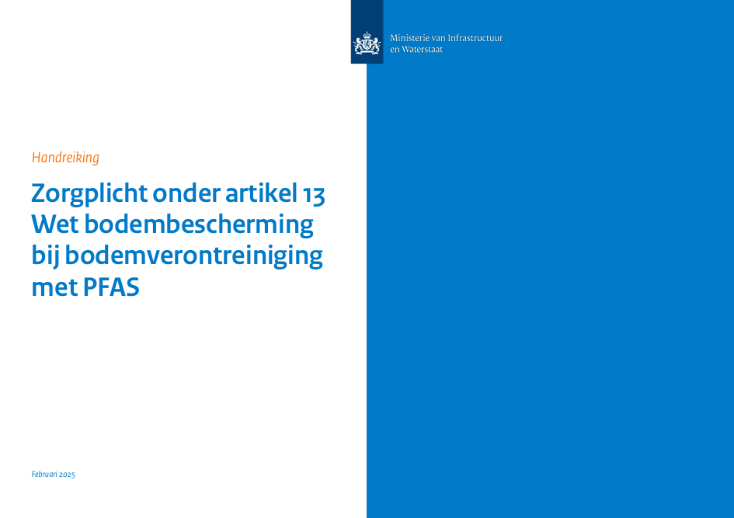 Ministerie van Infrastructuur
en Waterstaat
Handreiking
Zorgplicht onder artikel 13
Wet bodembescherming
bij bodemverontreiniging
met PFAS
Februari 2025